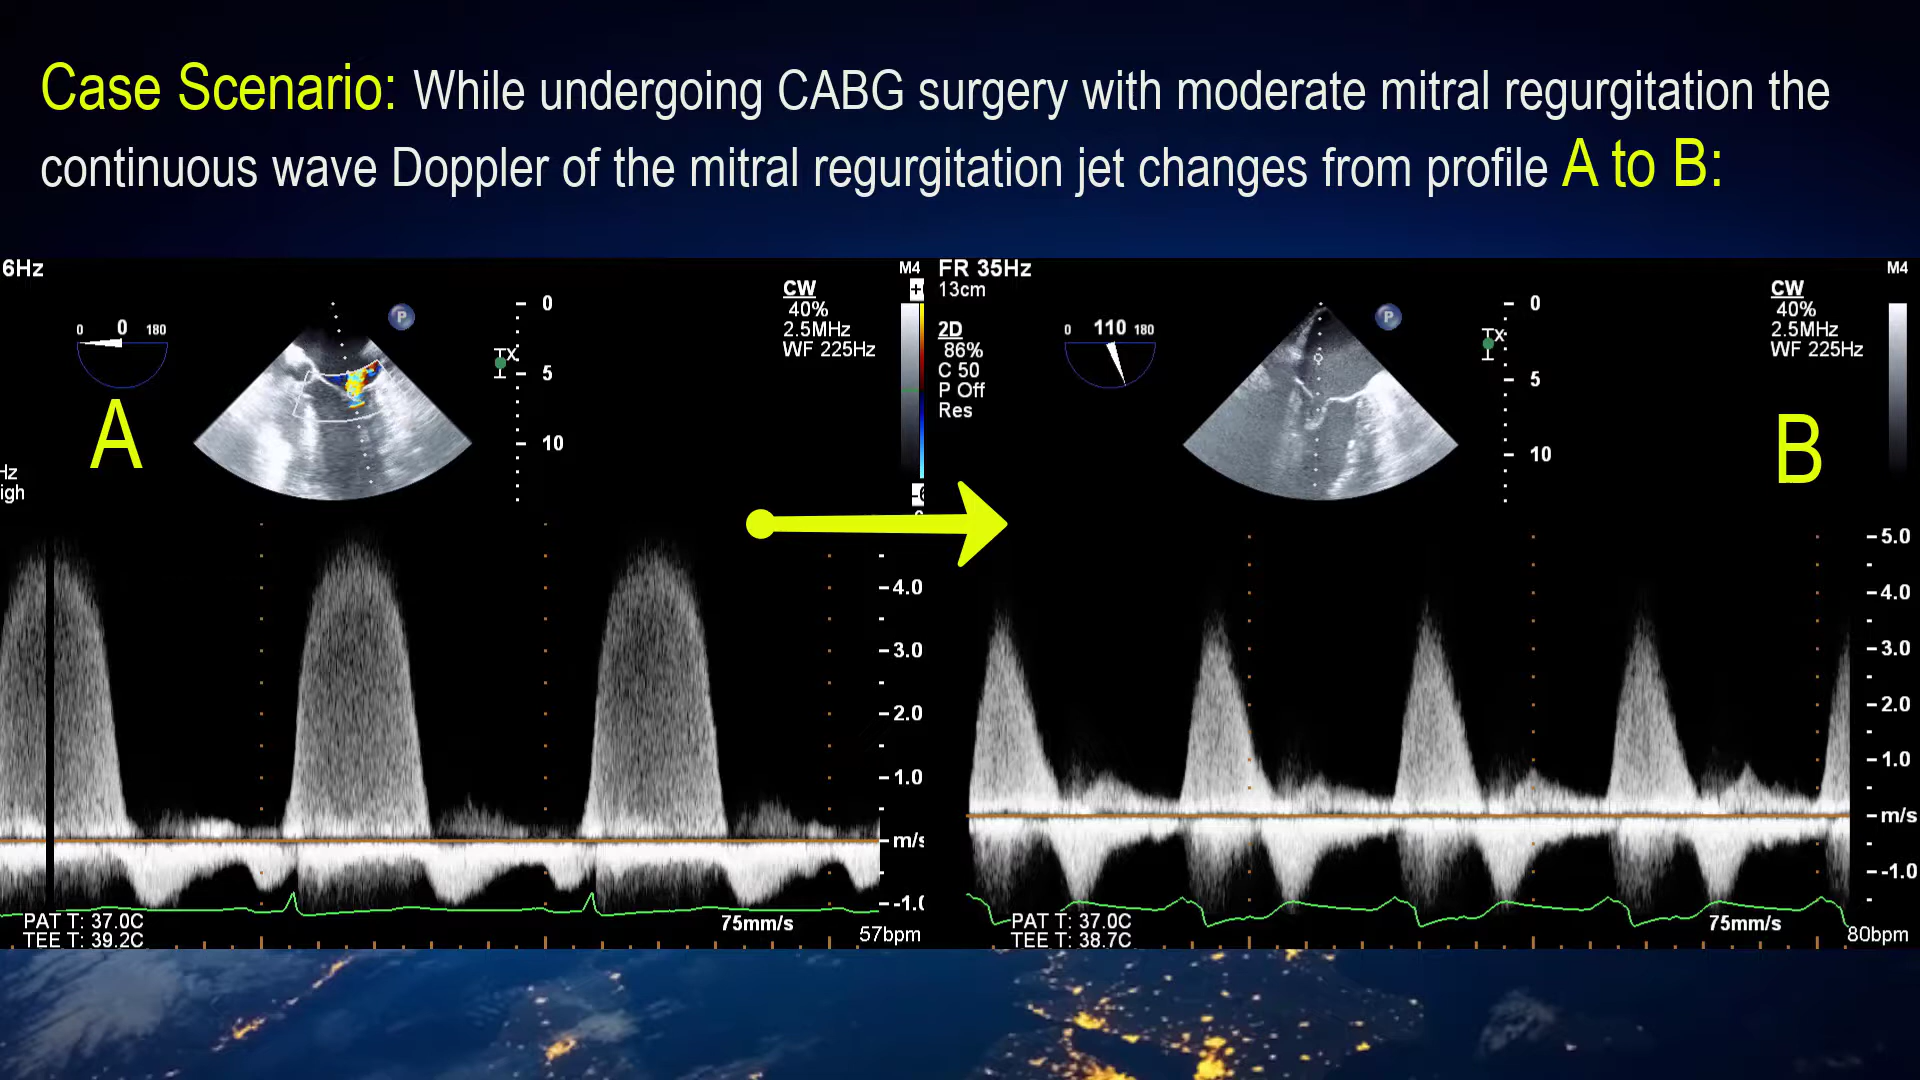 Case Scenario: While undergoing CABG surgery with moderate mitral regurgitation the
continuous wave Doppler of the mitral regurgitation jet changes from profile A to B:
6Hz
M4
CW
40%
2.5MHz
WF 225Hz
0 0 180
P
TX
0
5
10
A
Hz
igh
4.0
3.0
2.0
1.0
m/s
-1.0
PAT T: 37.0C
TEE T: 39.2C
75mm/s
57bpm
FR 35Hz
13cm
2D
86%
C 50
P Off
Res
0 110 180
P
TX
0
5
10
M4
CW
40%
2.5MHz
WF 225Hz
B
5.0
4.0
3.0
2.0
1.0
m/s
-1.0
PAT T: 37.0C
TEE T: 38.7C
75mm/s
80bpm